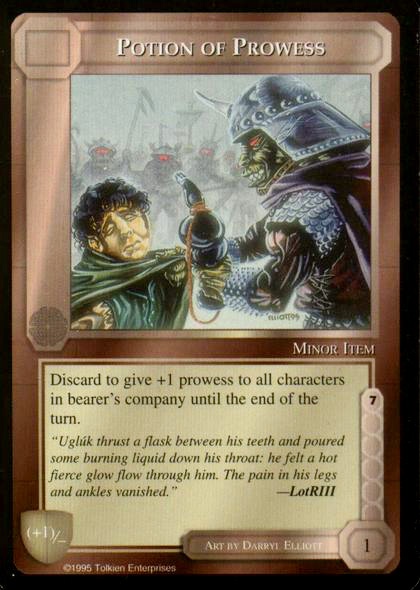 POTION OF PROWESS
ELLIOTT95
MINOR ITEM
Discard to give +1 prowess to all characters
in bearer's company until the end of the
turn.
7
“Uglúk thrust a flask between his teeth and poured
some burning liquid down his throat: he felt a hot
fierce glow flow through him. The pain in his legs
and ankles vanished.” —LotRIII
(+1)/–
ART BY DARRYL ELLIOTT
1
©1995 Tolkien Enterprises